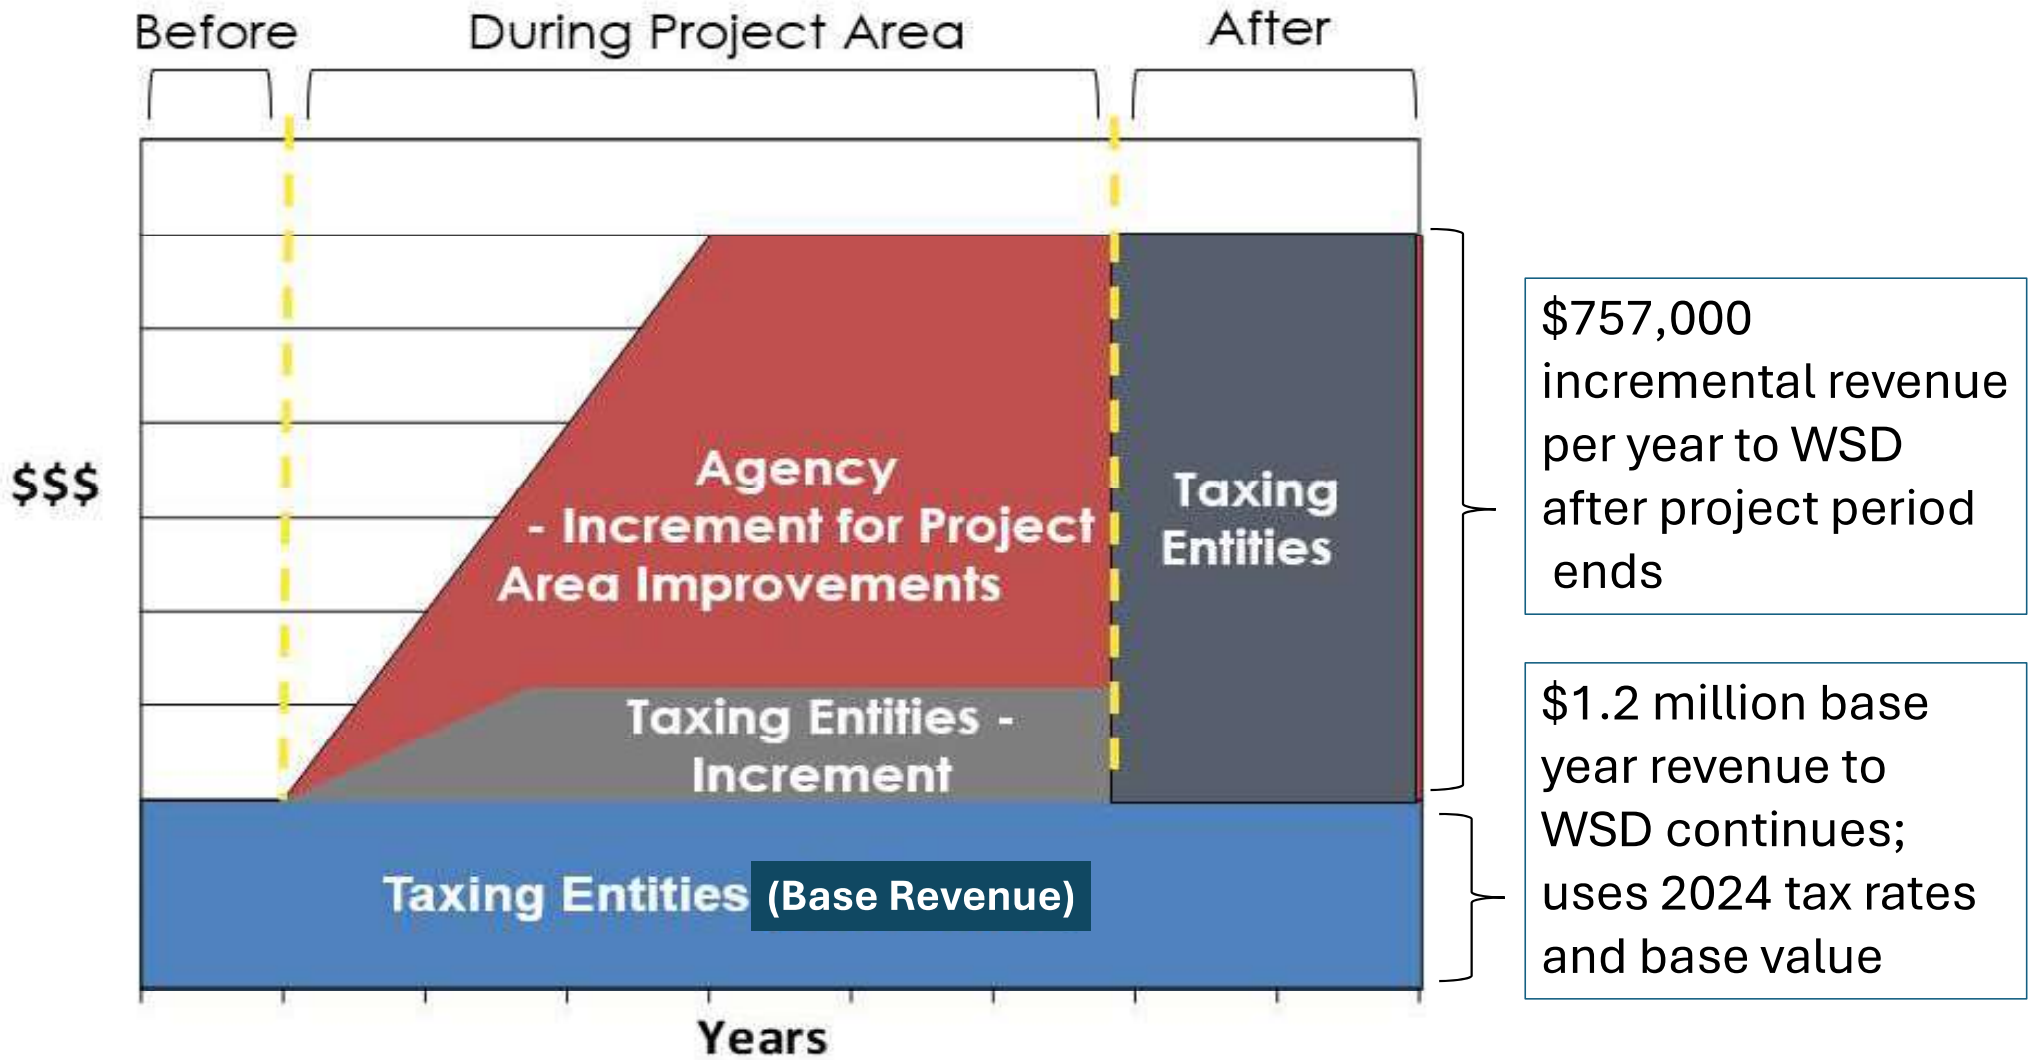 Before
During Project Area
After
$$$
Agency
- Increment for Project
Area Improvements
Taxing
Entities
Taxing Entities -
Increment
Taxing Entities (Base Revenue)
Years
$757,000
incremental revenue
per year to WSD
after project period
ends
$1.2 million base
year revenue to
WSD continues;
uses 2024 tax rates
and base value